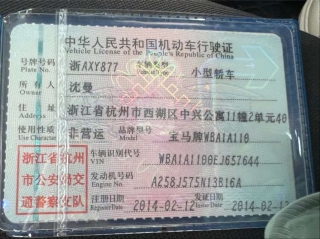 中华人民共和国机动车行驶证
Vehicle License of the People's Republic of China
号牌号码 浙AXY877 车辆类型 小型轿车
Plate No.
所有人 沈曼
Owner
住址 浙江省杭州市西湖区中兴公寓11幢2单元40
Address
使用性质 非营运 品牌型号 宝马牌WBA1A110
Use Character
浙江省杭州
市公安局交
通警察支队
车辆识别代号 WBA1A1100EJ657644
VIN
发动机号码 A258J575N13B16A
Engine No.
注册日期 2014-02-12 发证日期 2014-02-12
Register Date Issue Date